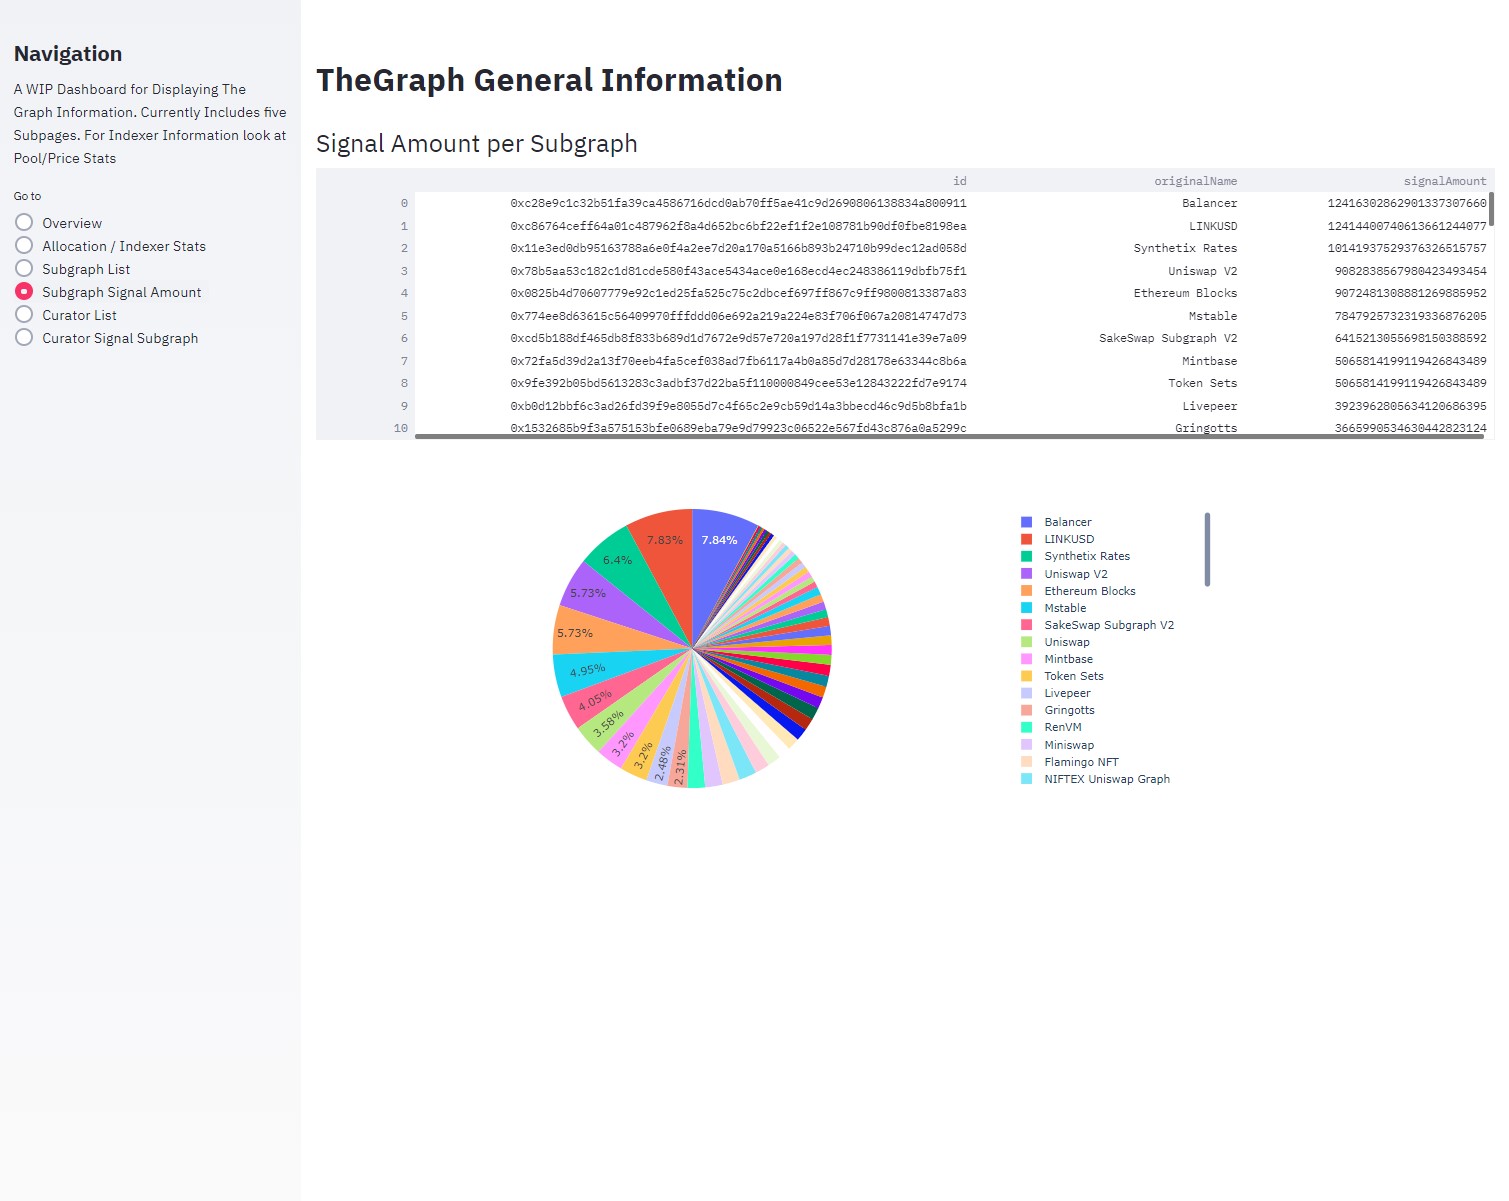 Navigation
A WIP Dashboard for Displaying The
Graph Information. Currently Includes five
Subpages. For Indexer Information look at
Pool/Price Stats
Go to
Overview
Allocation / Indexer Stats
Subgraph List
Subgraph Signal Amount
Curator List
Curator Signal Subgraph
TheGraph General Information
Signal Amount per Subgraph
id originalName signalAmount
0 0xc28e9c1c32b51fa39ca4586716dcd0ab70ff5ae41c9d2690806138834a800911 Balancer 12416302862901337307660
1 0xc86764ceff64a01c487962f8a4d652bc6bf22ef1f2e108781b90df0fbe8198ea LINKUSD 12414400740613661244077
2 0x11e3ed0db95163788a6e0f4a2ee7d20a170a5166b893b24710b99dec12ad058d Synthetix Rates 10141937529376326515757
3 0x78b5aa53c182c1d81cde580f43ace5434ace0e168ecd4ec248386119dbfb75f1 Uniswap V2 9082838567980423493454
4 0x0825b4d70607779e92c1ed25fa525c75c2dbcef697ff867c9ff9800813387a83 Ethereum Blocks 9072481308881269885952
5 0x774ee8d63615c56409970fffddd06e692a219a224e83f706f067a20814747d73 Mstable 7847925732319336876205
6 0xcd5b188df465db8f833b689d1d7672e9d57e720a197d28f1f7731141e39e7a09 SakeSwap Subgraph V2 6415213055698150388592
7 0x72fa5d39d2a13f70eeb4fa5cef038ad7fb6117a4b0a85d7d28178e63344c8b6a Mintbase 5065814199119426843489
8 0x9fe392b05bd5613283c3adbf37d22ba5f110000849cee53e12843222fd7e9174 Token Sets 5065814199119426843489
9 0xb0d12bbf6c3ad26fd39f9e8055d7c4f65c2e9cb59d14a3bbecd46c9d5b8bfa1b Livepeer 3923962805634120686395
10 0x1532685b9f3a575153bfe0689eba79e9d79923c06522e567fd43c876a0a5299c Gringotts 3665990534630442823124
7.84%
7.83%
6.4%
5.73%
5.73%
4.95%
4.05%
3.58%
3.2%
3.2%
2.48%
2.31%
Balancer
LINKUSD
Synthetix Rates
Uniswap V2
Ethereum Blocks
Mstable
SakeSwap Subgraph V2
Uniswap
Mintbase
Token Sets
Livepeer
Gringotts
RenVM
Miniswap
Flamingo NFT
NIFTEX Uniswap Graph